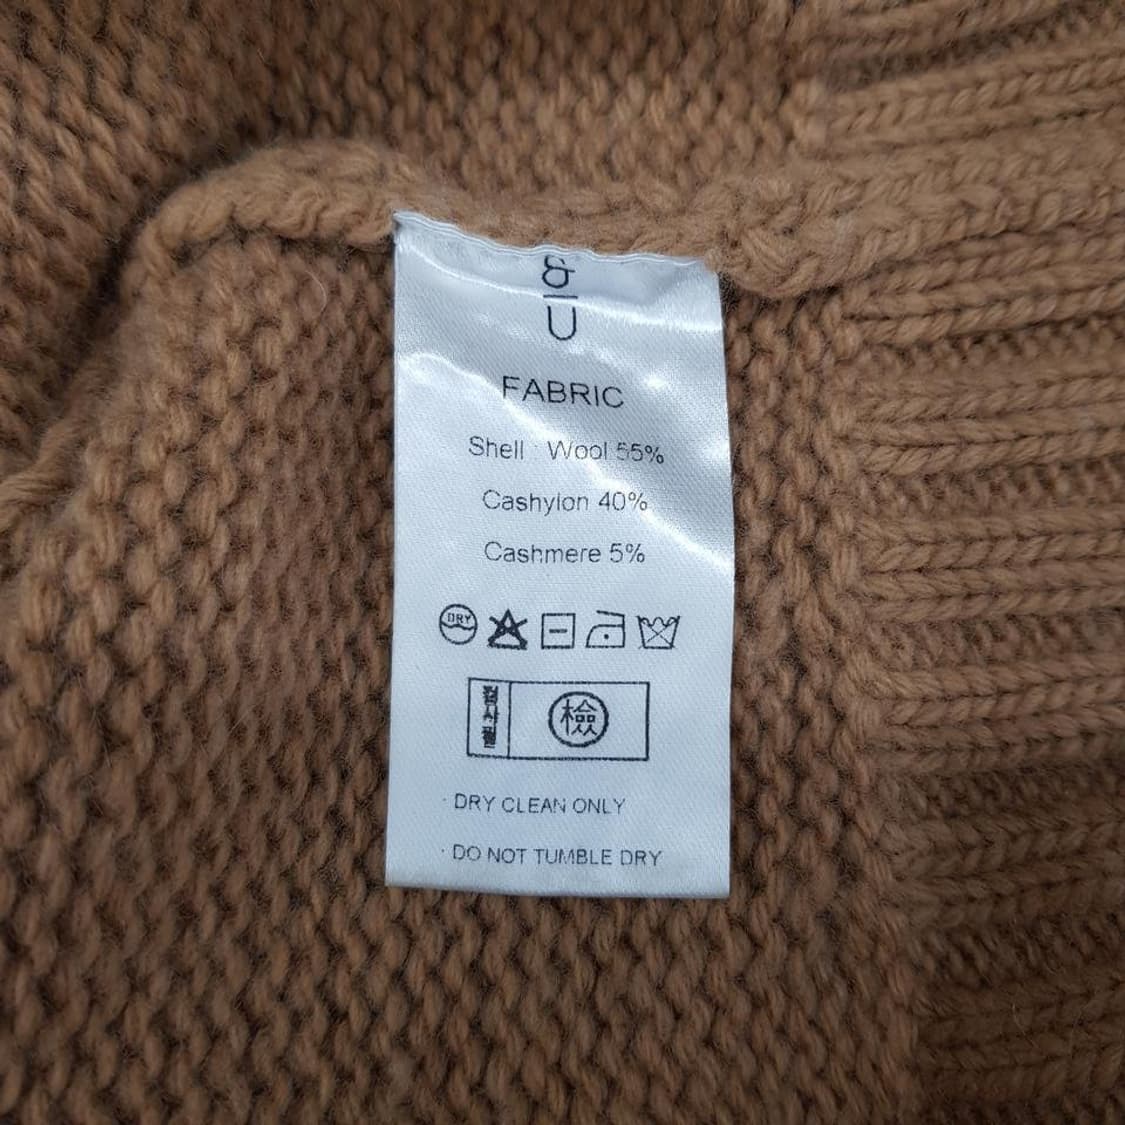 &
U
FABRIC
Shell : Wool 55%
Cashylon 40%
Cashmere 5%
DRY
검사필 檢
· DRY CLEAN ONLY
· DO NOT TUMBLE DRY